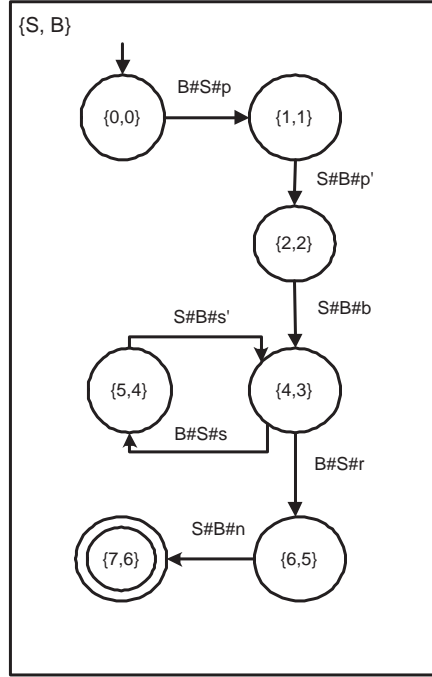 {S, B}
B#S#p
{0,0}
{1,1}
S#B#p'
{2,2}
S#B#b
S#B#s'
{5,4}
{4,3}
B#S#s
B#S#r
S#B#n
{7,6}
{6,5}